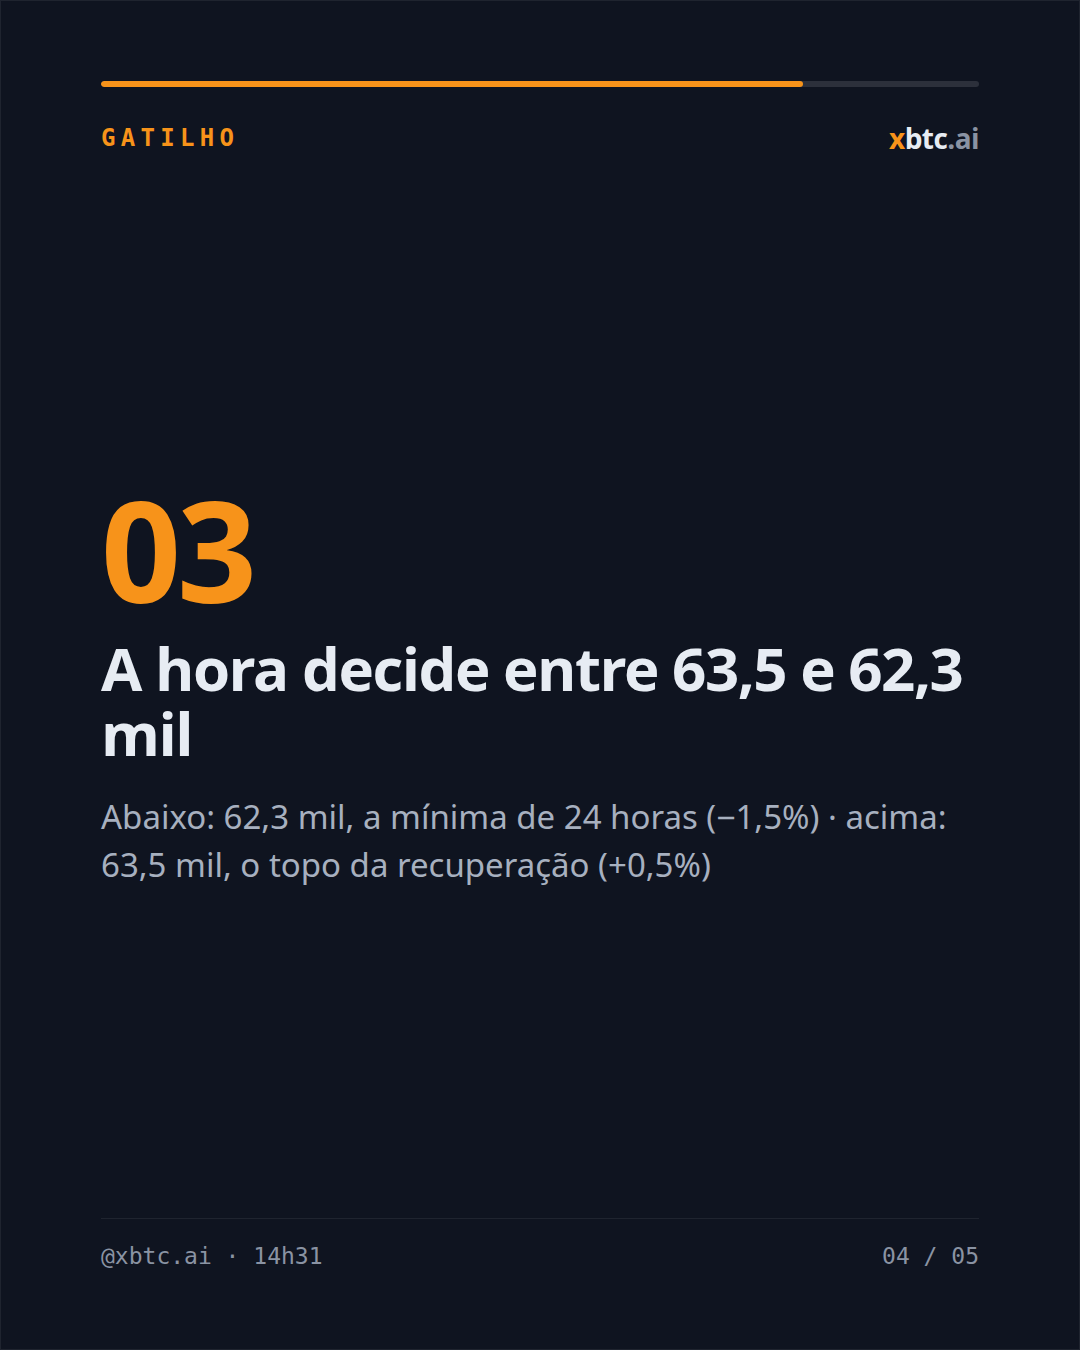 GATILHO
xbtc.ai
03
A hora decide entre 63,5 e 62,3
mil
Abaixo: 62,3 mil, a mínima de 24 horas (−1,5%) · acima:
63,5 mil, o topo da recuperação (+0,5%)
@xbtc.ai · 14h31
04 / 05